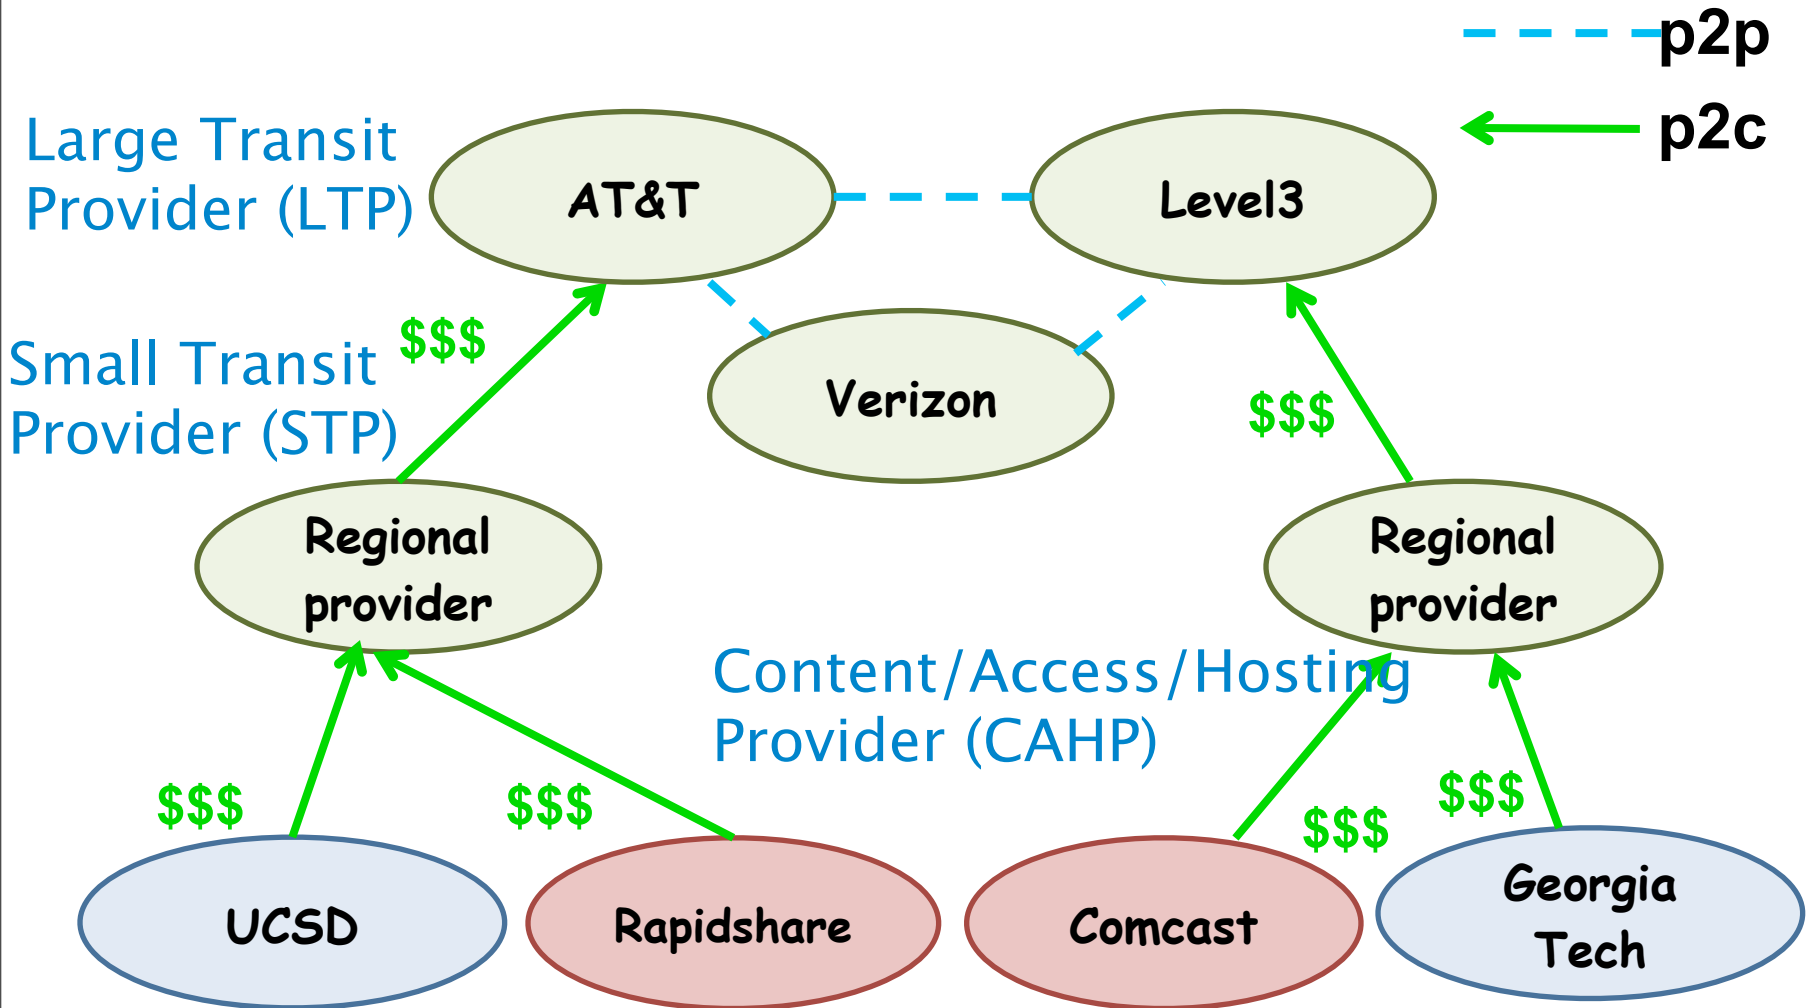 p2p
p2c
Large Transit
Provider (LTP)
AT&T
Level3
Small Transit
Provider (STP)
$$$
Verizon
$$$
Regional
provider
Regional
provider
Content/Access/Hosting
Provider (CAHP)
$$$
$$$
$$$
$$$
UCSD
Rapidshare
Comcast
Georgia
Tech